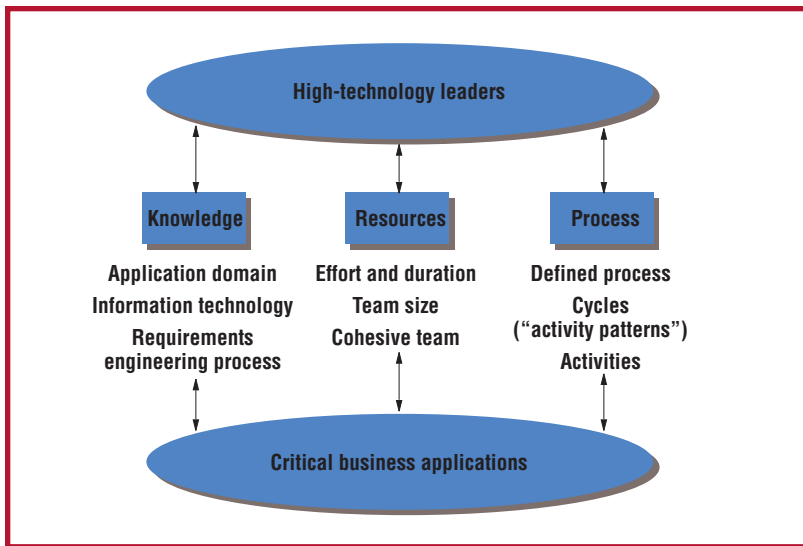 High-technology leaders
Knowledge
Resources
Process
Application domain
Information technology
Requirements
engineering process
Effort and duration
Team size
Cohesive team
Defined process
Cycles
(“activity patterns”)
Activities
Critical business applications